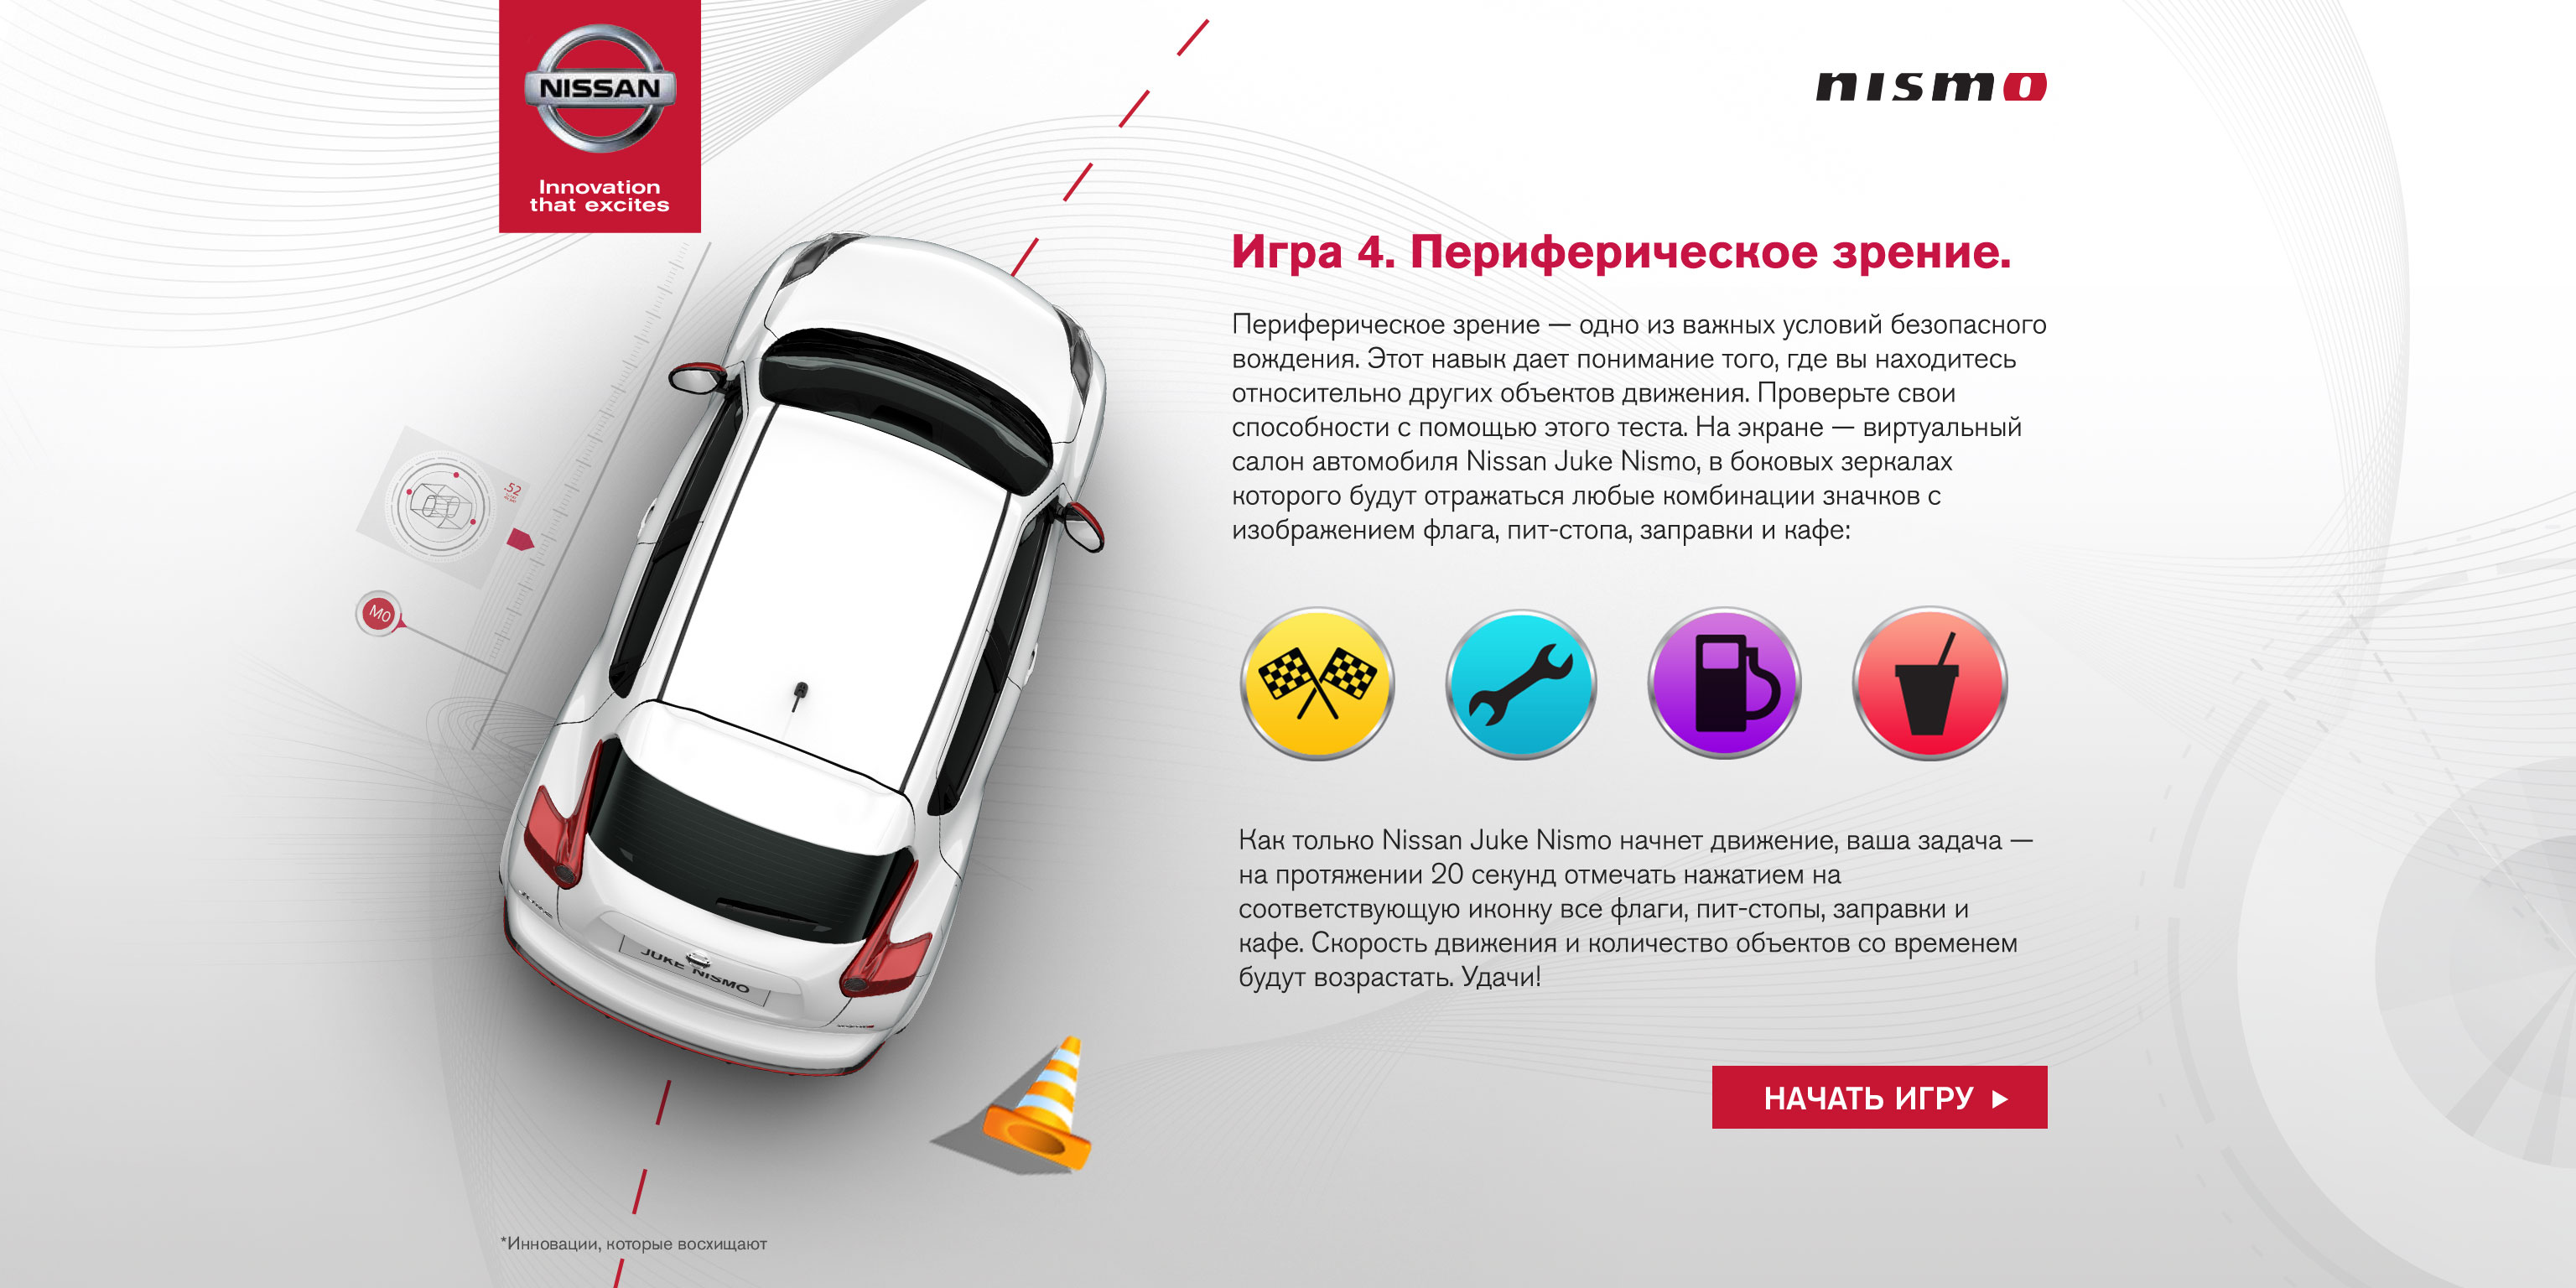 NISSAN
Innovation
that excites
nismo
Игра 4. Периферическое зрение.
Периферическое зрение — одно из важных условий безопасного
вождения. Этот навык дает понимание того, где вы находитесь
относительно других объектов движения. Проверьте свои
способности с помощью этого теста. На экране — виртуальный
салон автомобиля Nissan Juke Nismo, в боковых зеркалах
которого будут отражаться любые комбинации значков с
изображением флага, пит-стопа, заправки и кафе:
.52
M0
Как только Nissan Juke Nismo начнет движение, ваша задача —
на протяжении 20 секунд отмечать нажатием на
соответствующую иконку все флаги, пит-стопы, заправки и
кафе. Скорость движения и количество объектов со временем
будут возрастать. Удачи!
JUKE NISMO
НАЧАТЬ ИГРУ
*Инновации, которые восхищают